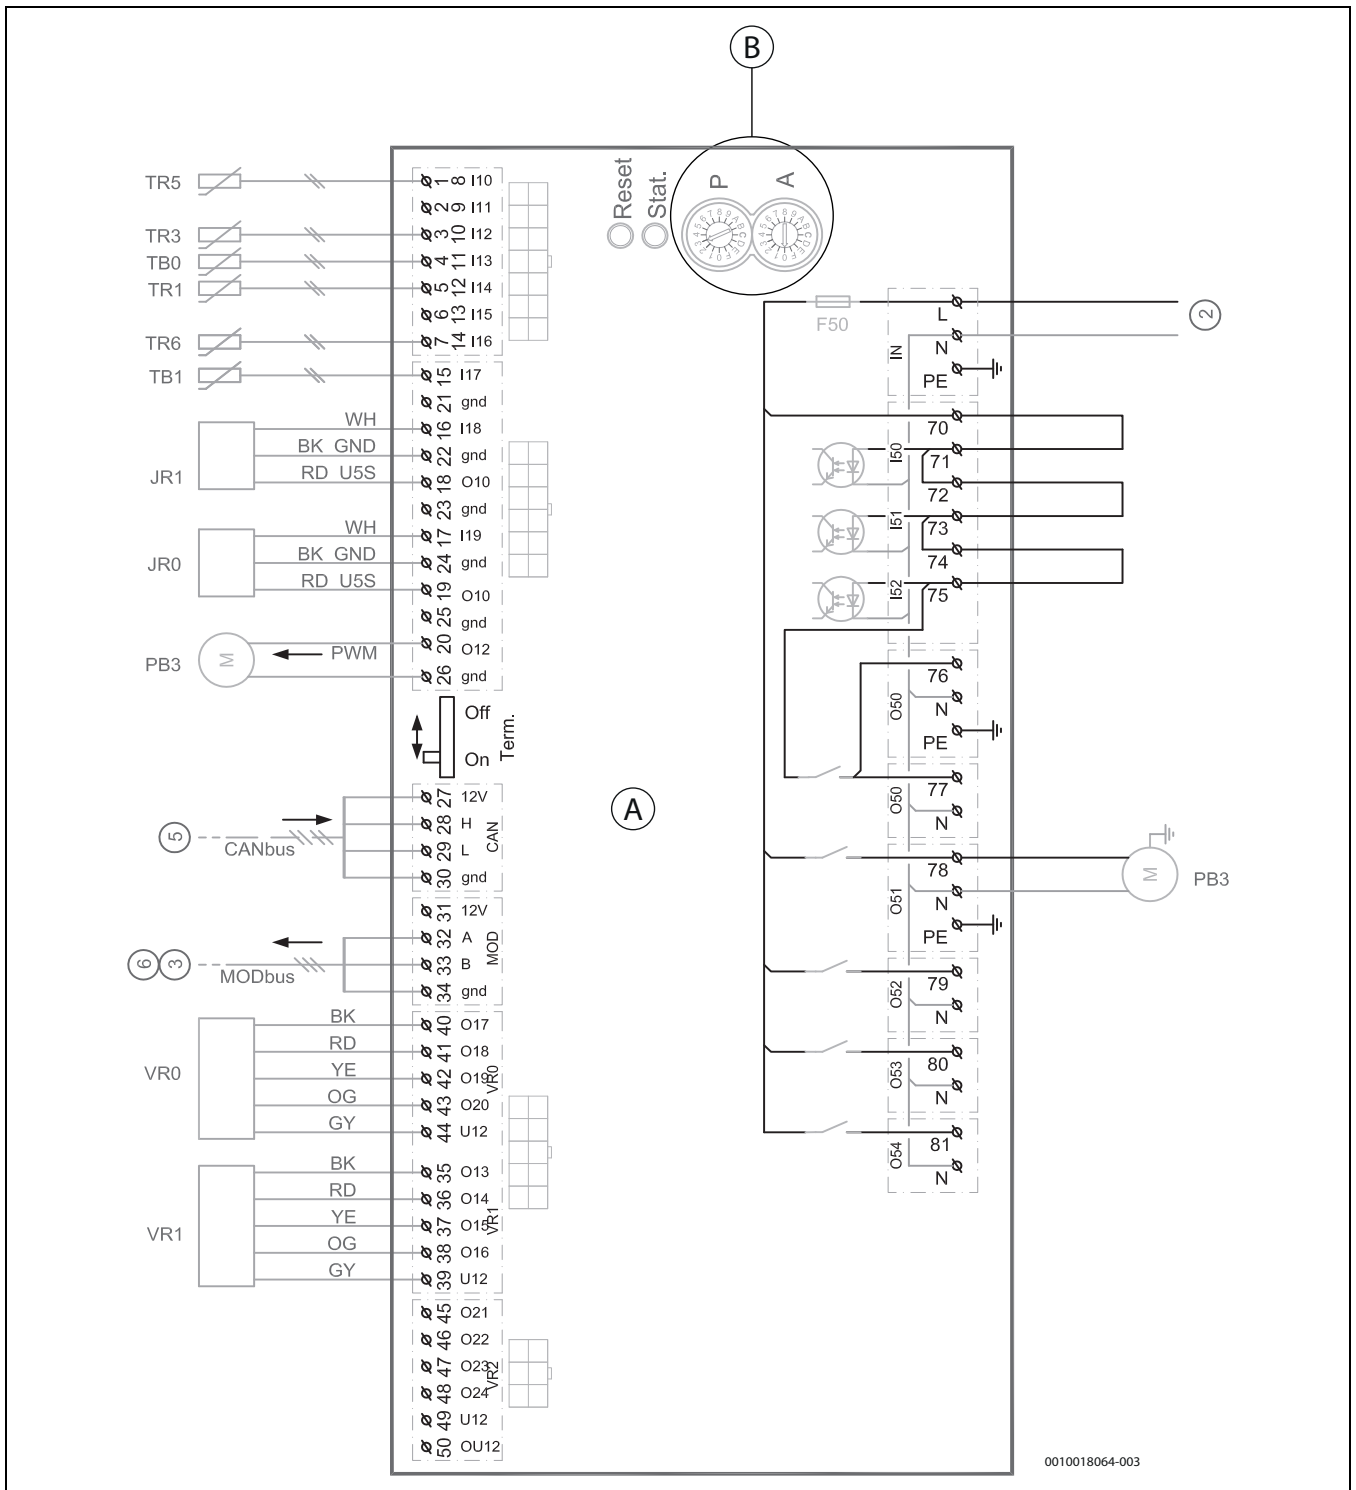 B
Reset
Stat.
P
A
0123456789ABCDEF
0123456789ABCDEF
TR5
1 8 I10
2 9 I11
TR3
3 10 I12
TB0
4 11 I13
TR1
5 12 I14
6 13 I15
TR6
7 14 I16
TB1
15 I17
21 gnd
JR1
WH
16 I18
BK GND
22 gnd
RD U5S
18 O10
23 gnd
JR0
WH
17 I19
BK GND
24 gnd
RD U5S
19 O10
25 gnd
PB3
M
PWM
20 O12
26 gnd
Off
On
Term.
5
CANbus
27 12V
28 H
29 L
30 gnd
CAN
6
3
MODbus
31 12V
32 A
33 B
34 gnd
MOD
VR0
BK
40 O17
RD
41 O18
YE
42 O19
OG
43 O20
GY
44 U12
VR0
VR1
BK
35 O13
RD
36 O14
YE
37 O15
OG
38 O16
GY
39 U12
VR1
45 O21
46 O22
47 O23
48 O24
49 U12
50 OU12
VR2
A
F50
IN
L
N
PE
2
I50
70
71
I51
72
73
I52
74
75
O50
76
N
PE
O50
77
N
O51
78
N
PE
M
PB3
O52
79
N
O53
80
N
O54
81
N
0010018064-003